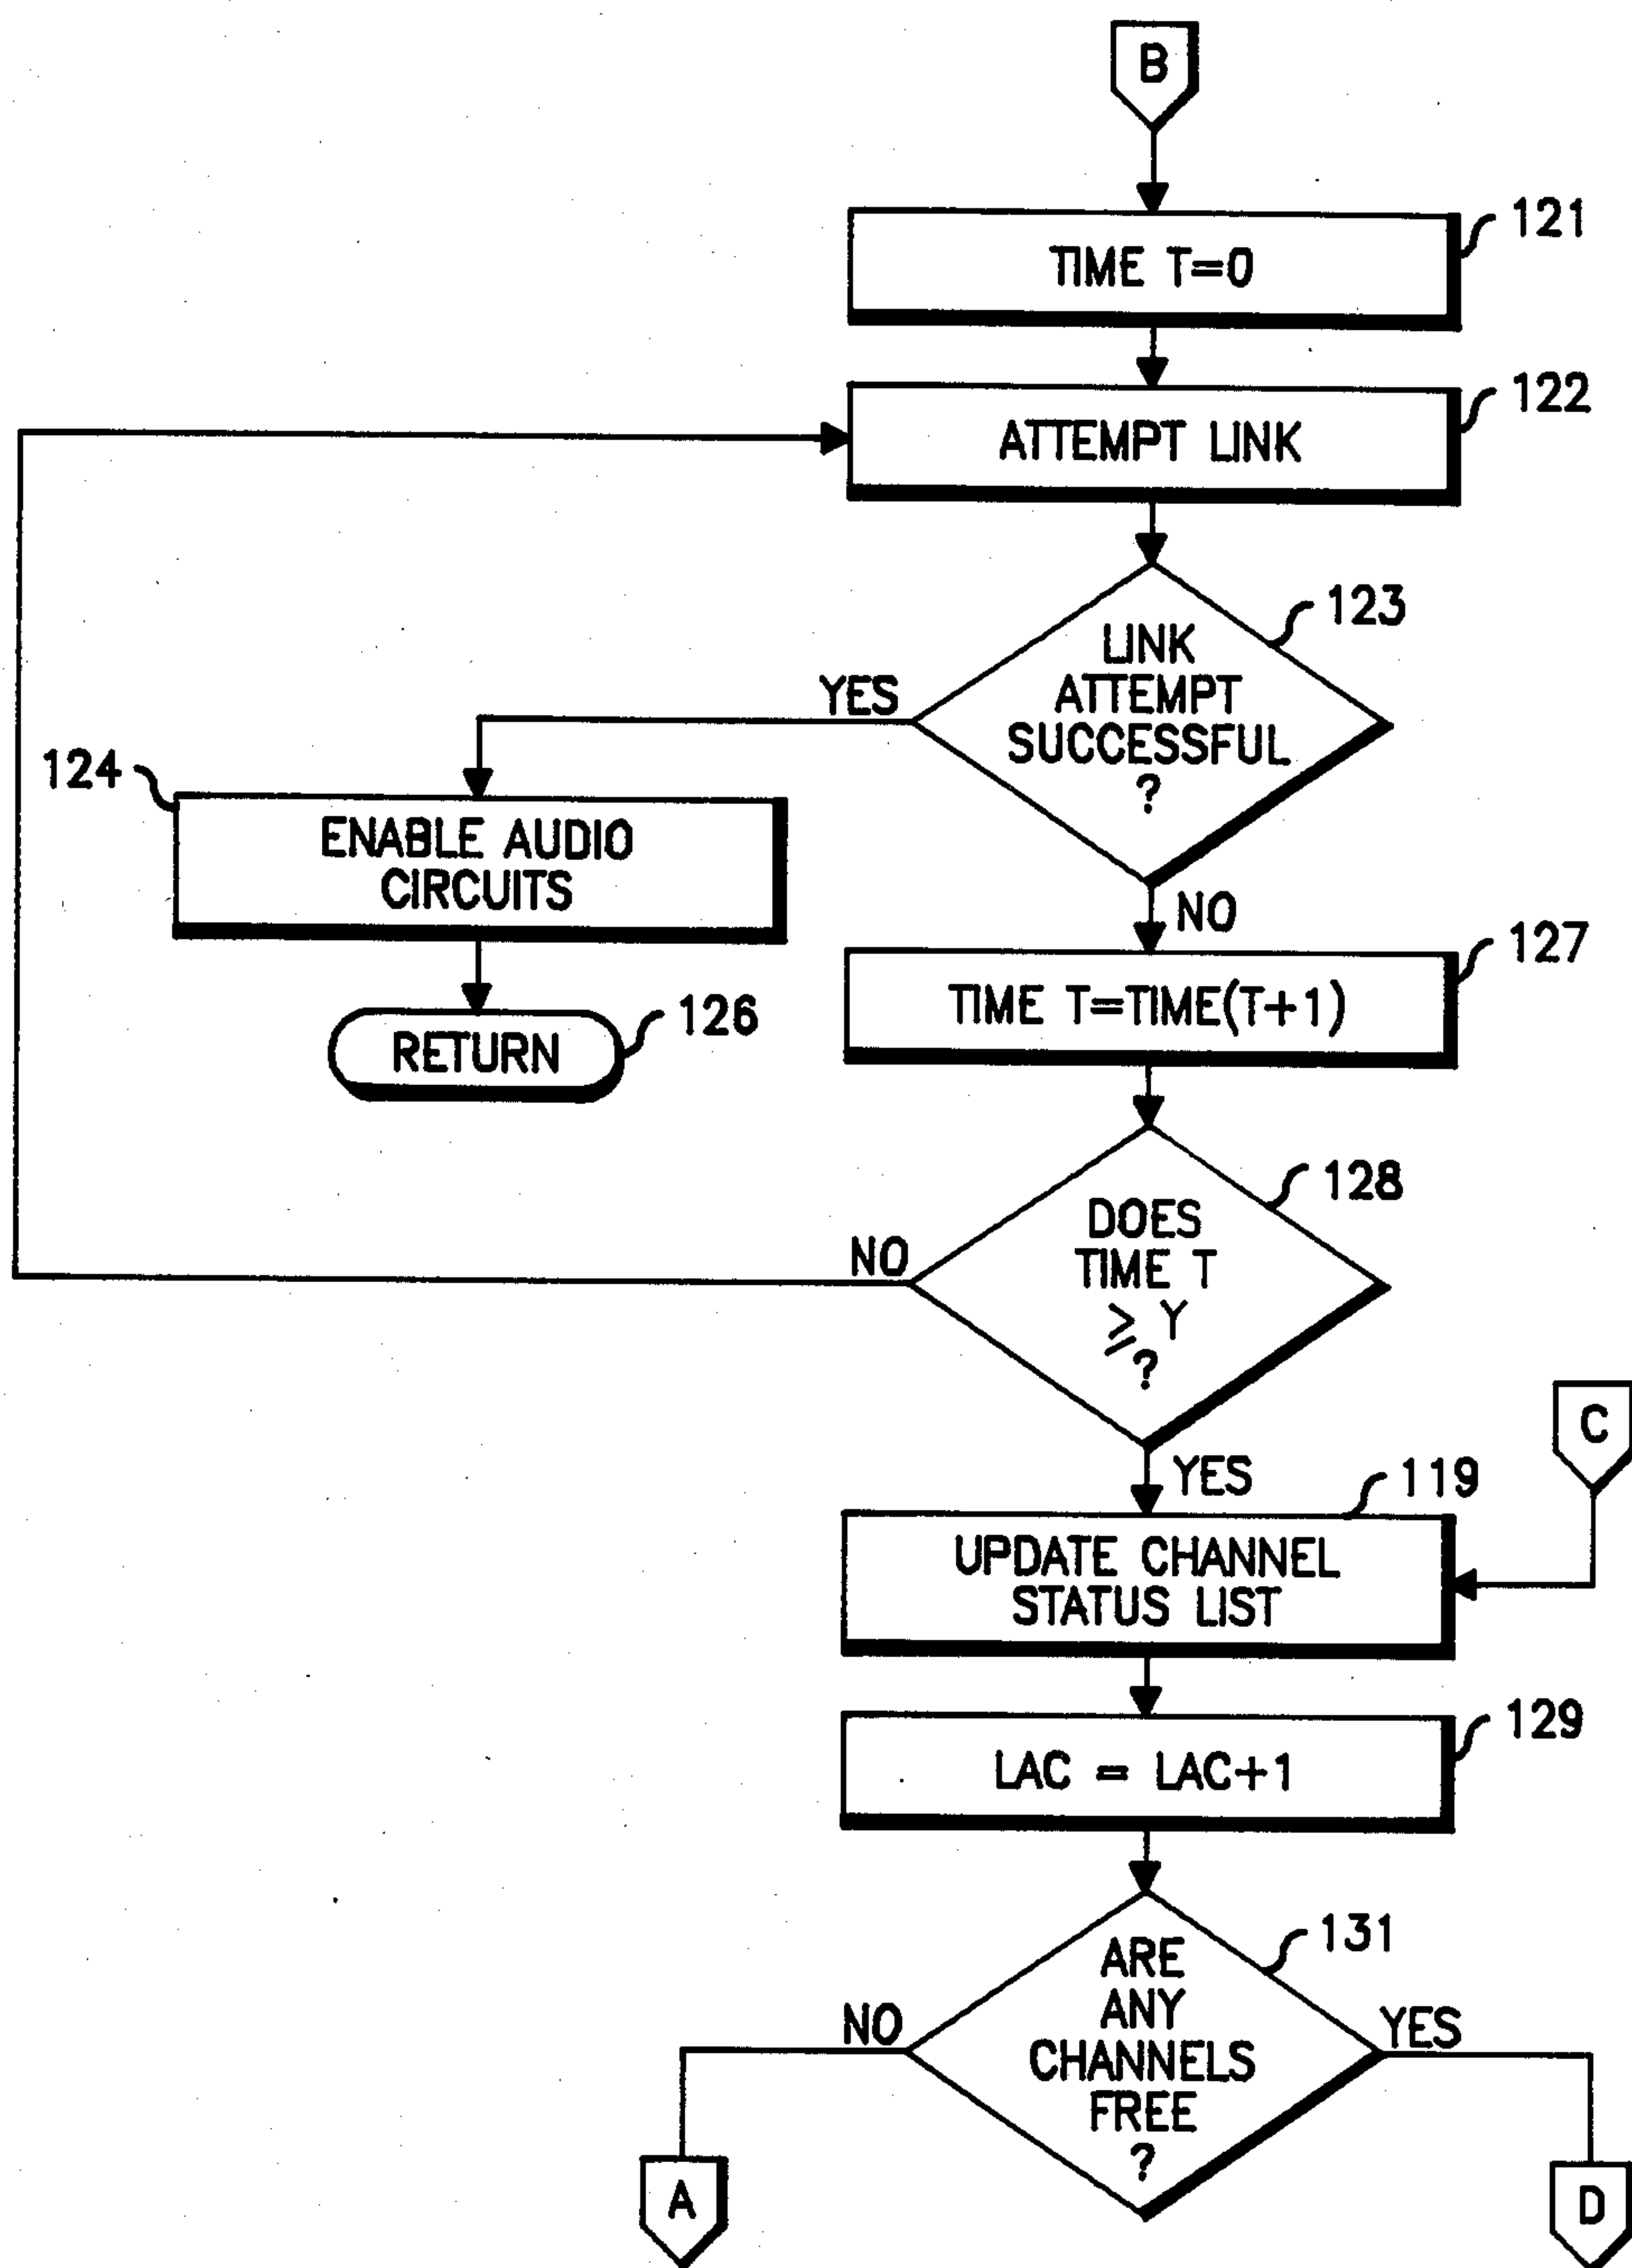 B
121
TIME T=0
122
ATTEMPT LINK
123
LINK
ATTEMPT
SUCCESSFUL
?
YES
124
ENABLE AUDIO
CIRCUITS
NO
127
TIME T=TIME(T+1)
126
RETURN
128
DOES
TIME T
≥ Y
?
NO
C
YES
119
UPDATE CHANNEL
STATUS LIST
129
LAC = LAC+1
131
ARE
ANY
CHANNELS
FREE
?
NO
YES
A
D